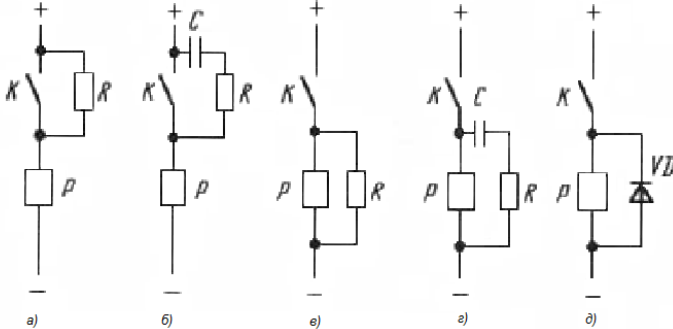 + + + + +
C
K R K R K K C K
VD
P P P R P R P
— — — — —
а) б) в) г) д)